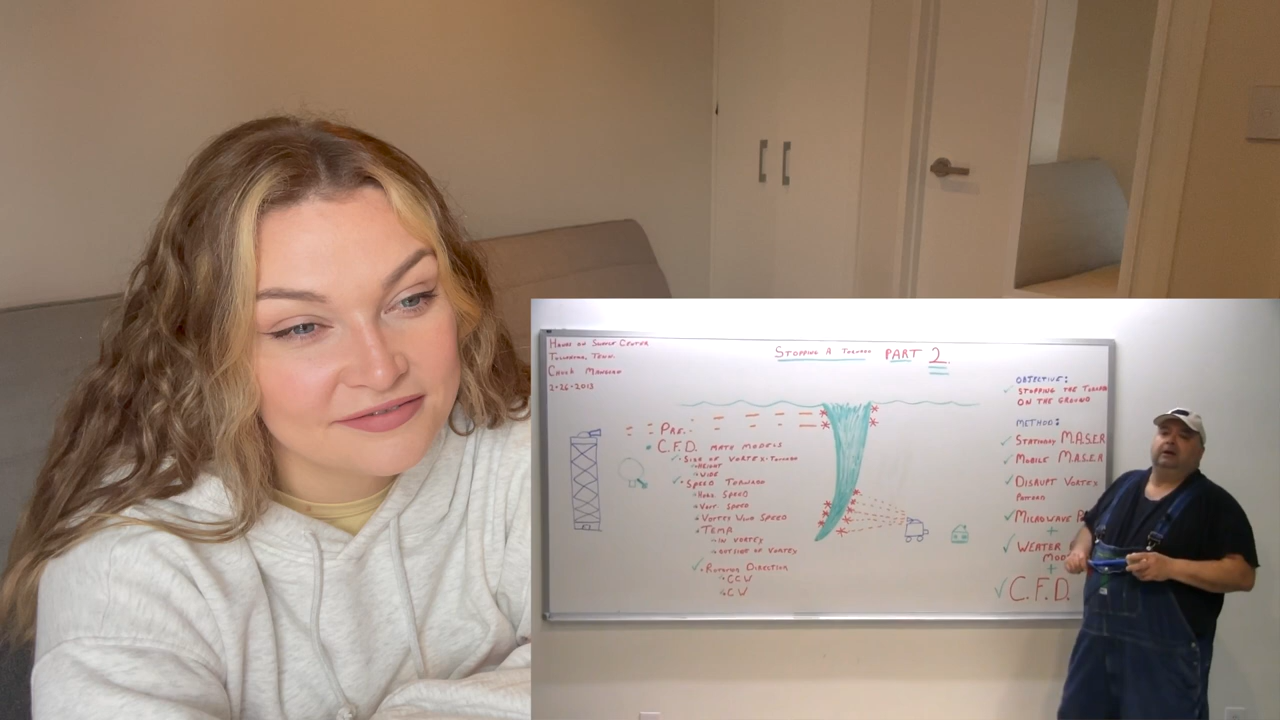 HANDS ON SCIENCE CENTER
TULLAHOMA, TENN.
CHUCK
2-26-2013
STOPPING A TORNADO PART 2
PRE.
C.F.D. MATH MODELS
SIZE OF VORTEX-TORNADO
HEIGHT
WIDE
SPEED TORNADO
HORZ. SPEED
VERT. SPEED
VORTEX WIND SPEED
TEMP
IN VORTEX
OUTSIDE OF VORTEX
ROTATION DIRECTION
CCW
CW
OBJECTIVE:
STOPPING THE TORNADO
ON THE GROUND
METHOD:
STATIONARY M.A.S.E.R
MOBILE M.A.S.E.R
DISRUPT VORTEX
PATTERN
MICROWAVE
+
WEATER
MOD
+
C.F.D.